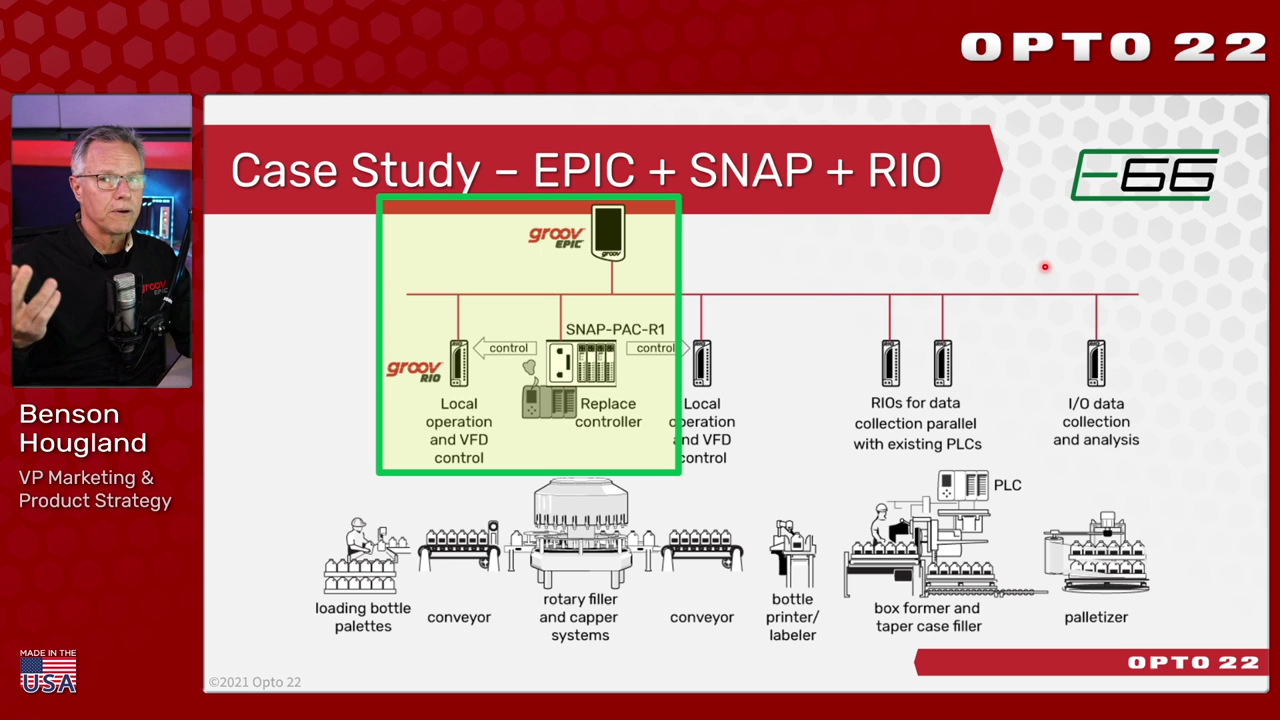 OPTO 22
Case Study – EPIC + SNAP + RIO
E-66
groov
EPIC
groov
SNAP-PAC-R1
control
control
groov
RIO
Local
operation
and VFD
control
Replace
controller
Local
operation
and VFD
control
RIOs for data
collection parallel
with existing PLCs
I/O data
collection
and analysis
PLC
loading bottle
palettes
conveyor
rotary filler
and capper
systems
conveyor
bottle
printer/
labeler
box former and
taper case filler
palletizer
OPTO 22
©2021 Opto 22
groov
EPIC
Benson
Hougland
VP Marketing &
Product Strategy
MADE IN THE
USA